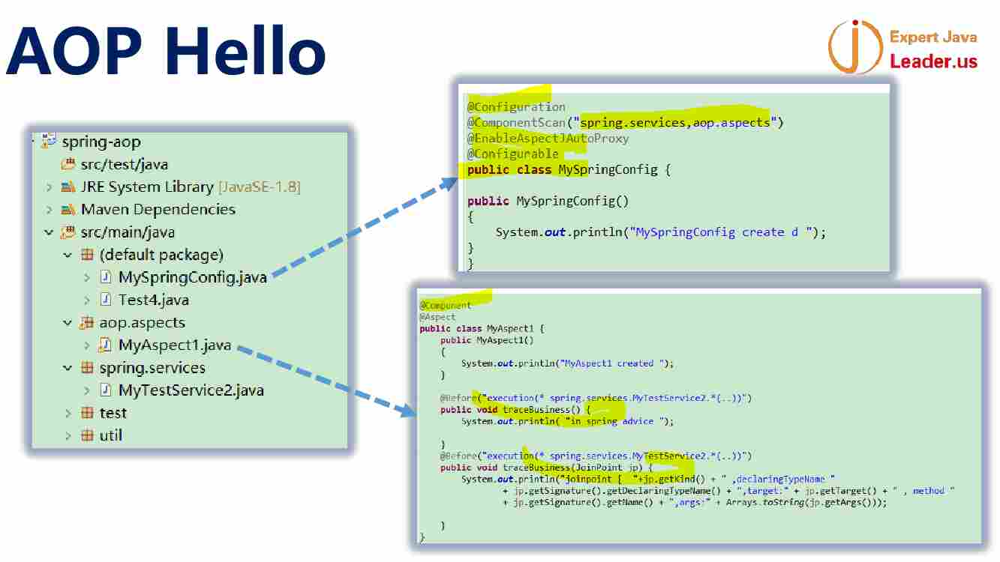 AOP Hello
Expert Java
Leader.us
spring-aop
src/test/java
JRE System Library [JavaSE-1.8]
Maven Dependencies
src/main/java
(default package)
MySpringConfig.java
Test4.java
aop.aspects
MyAspect1.java
spring.services
MyTestService2.java
test
util
@Configuration
@ComponentScan("spring.services,aop.aspects")
@EnableAspectJAutoProxy
@Configurable
public class MySpringConfig {
public MySpringConfig()
{
System.out.println("MySpringConfig create d ");
}
}
@Component
@Aspect
public class MyAspect1 {
public MyAspect1()
{
System.out.println("MyAspect1 created ");
}
@Before("execution(* spring.services.MyTestService2.*(..))")
public void traceBusiness() {
System.out.println( "in spring advice ");
}
@Before("execution(* spring.services.MyTestService2.*(..))")
public void traceBusiness(JoinPoint jp) {
System.out.println("joinpoint [  "+jp.getKind() + " ,declaringTypeName "
+ jp.getSignature().getDeclaringTypeName() + ",target:" + jp.getTarget() + " , method "
+ jp.getSignature().getName() + ",args:" + Arrays.toString(jp.getArgs()));
}
}